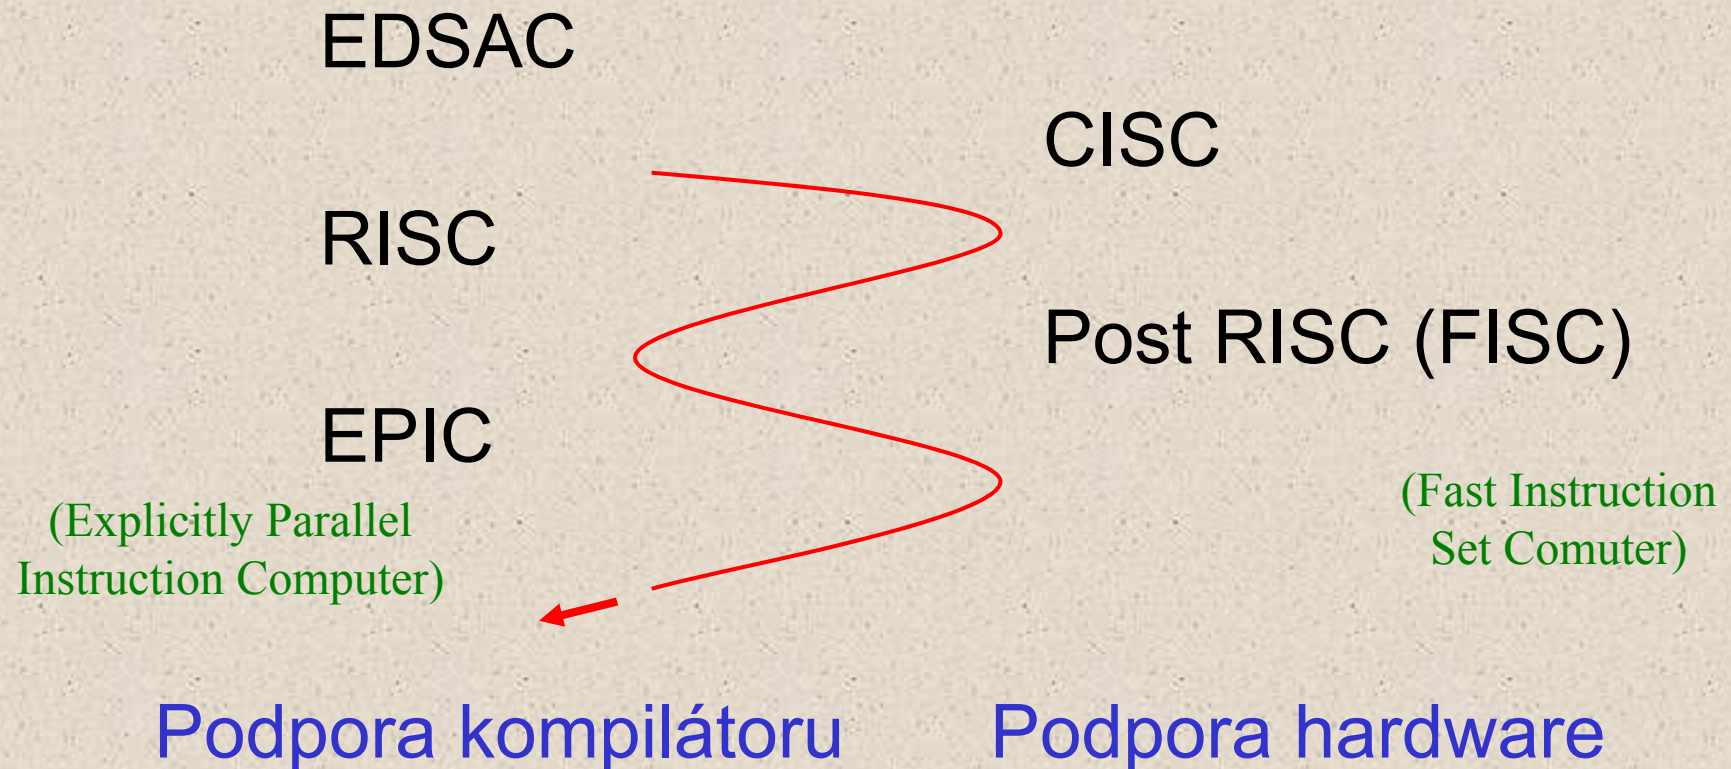 EDSAC
CISC
RISC
Post RISC (FISC)
EPIC
(Explicitly Parallel
Instruction Computer)
(Fast Instruction
Set Comuter)
Podpora kompilátoru
Podpora hardware